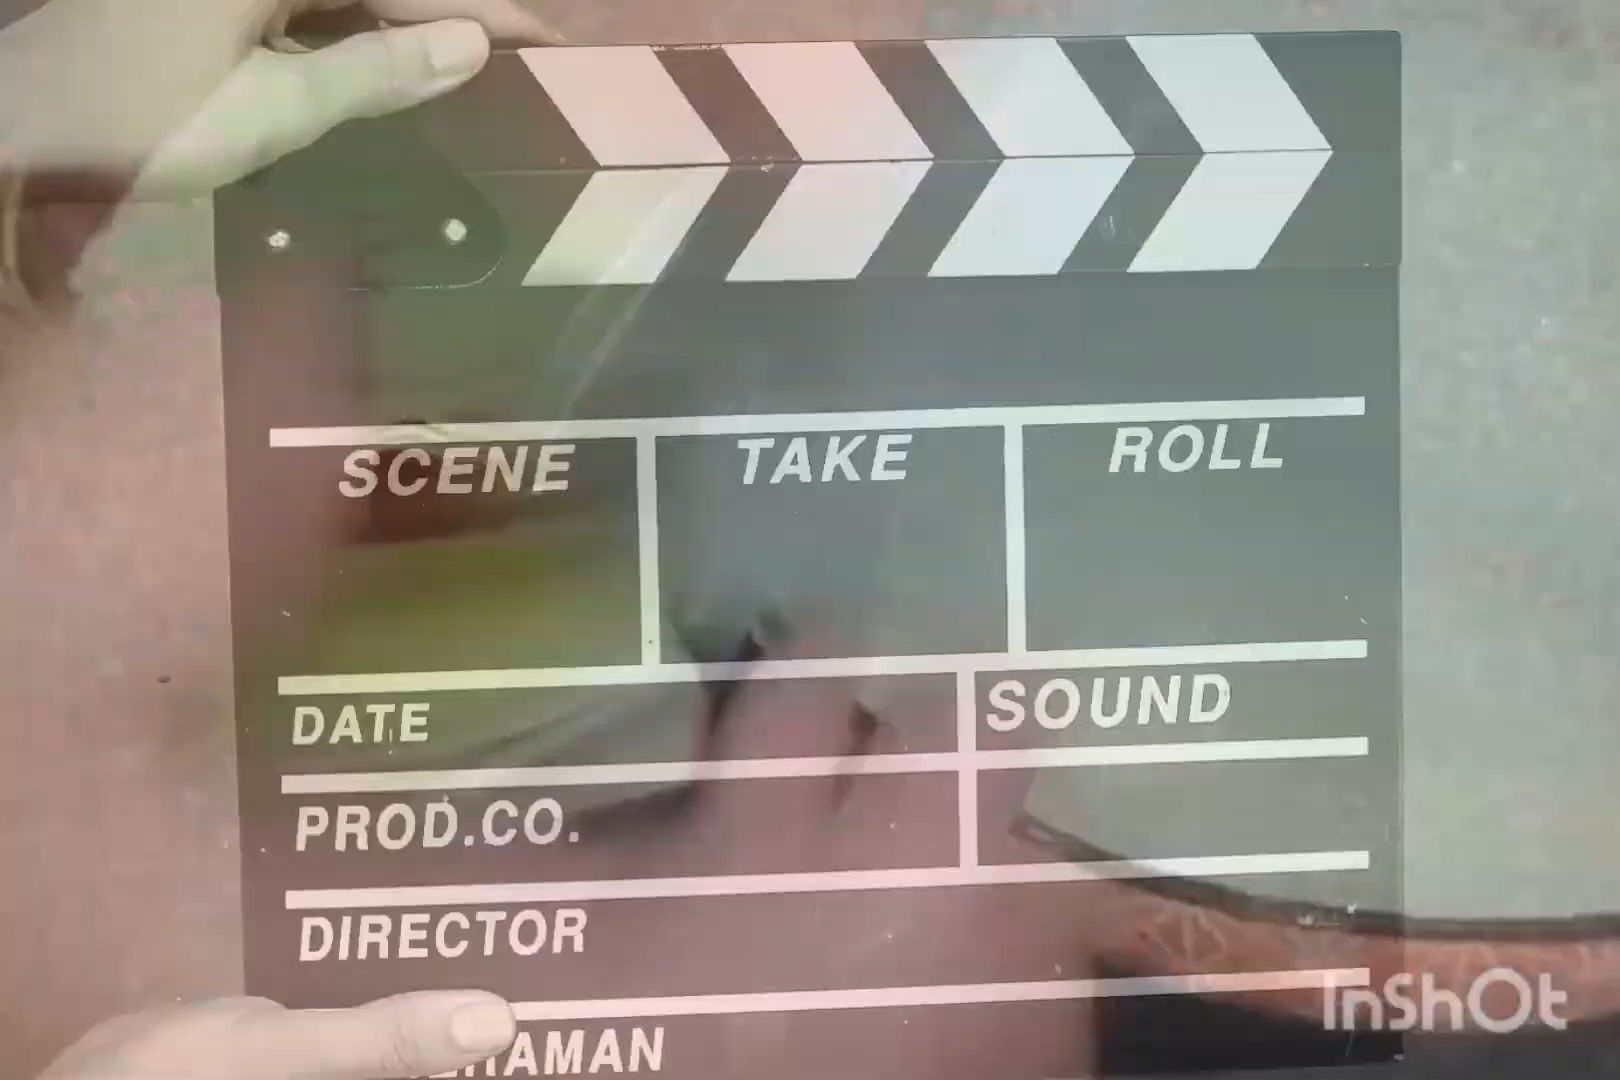 SCENE TAKE ROLL
DATE SOUND
PROD.CO.
DIRECTOR
InShOt